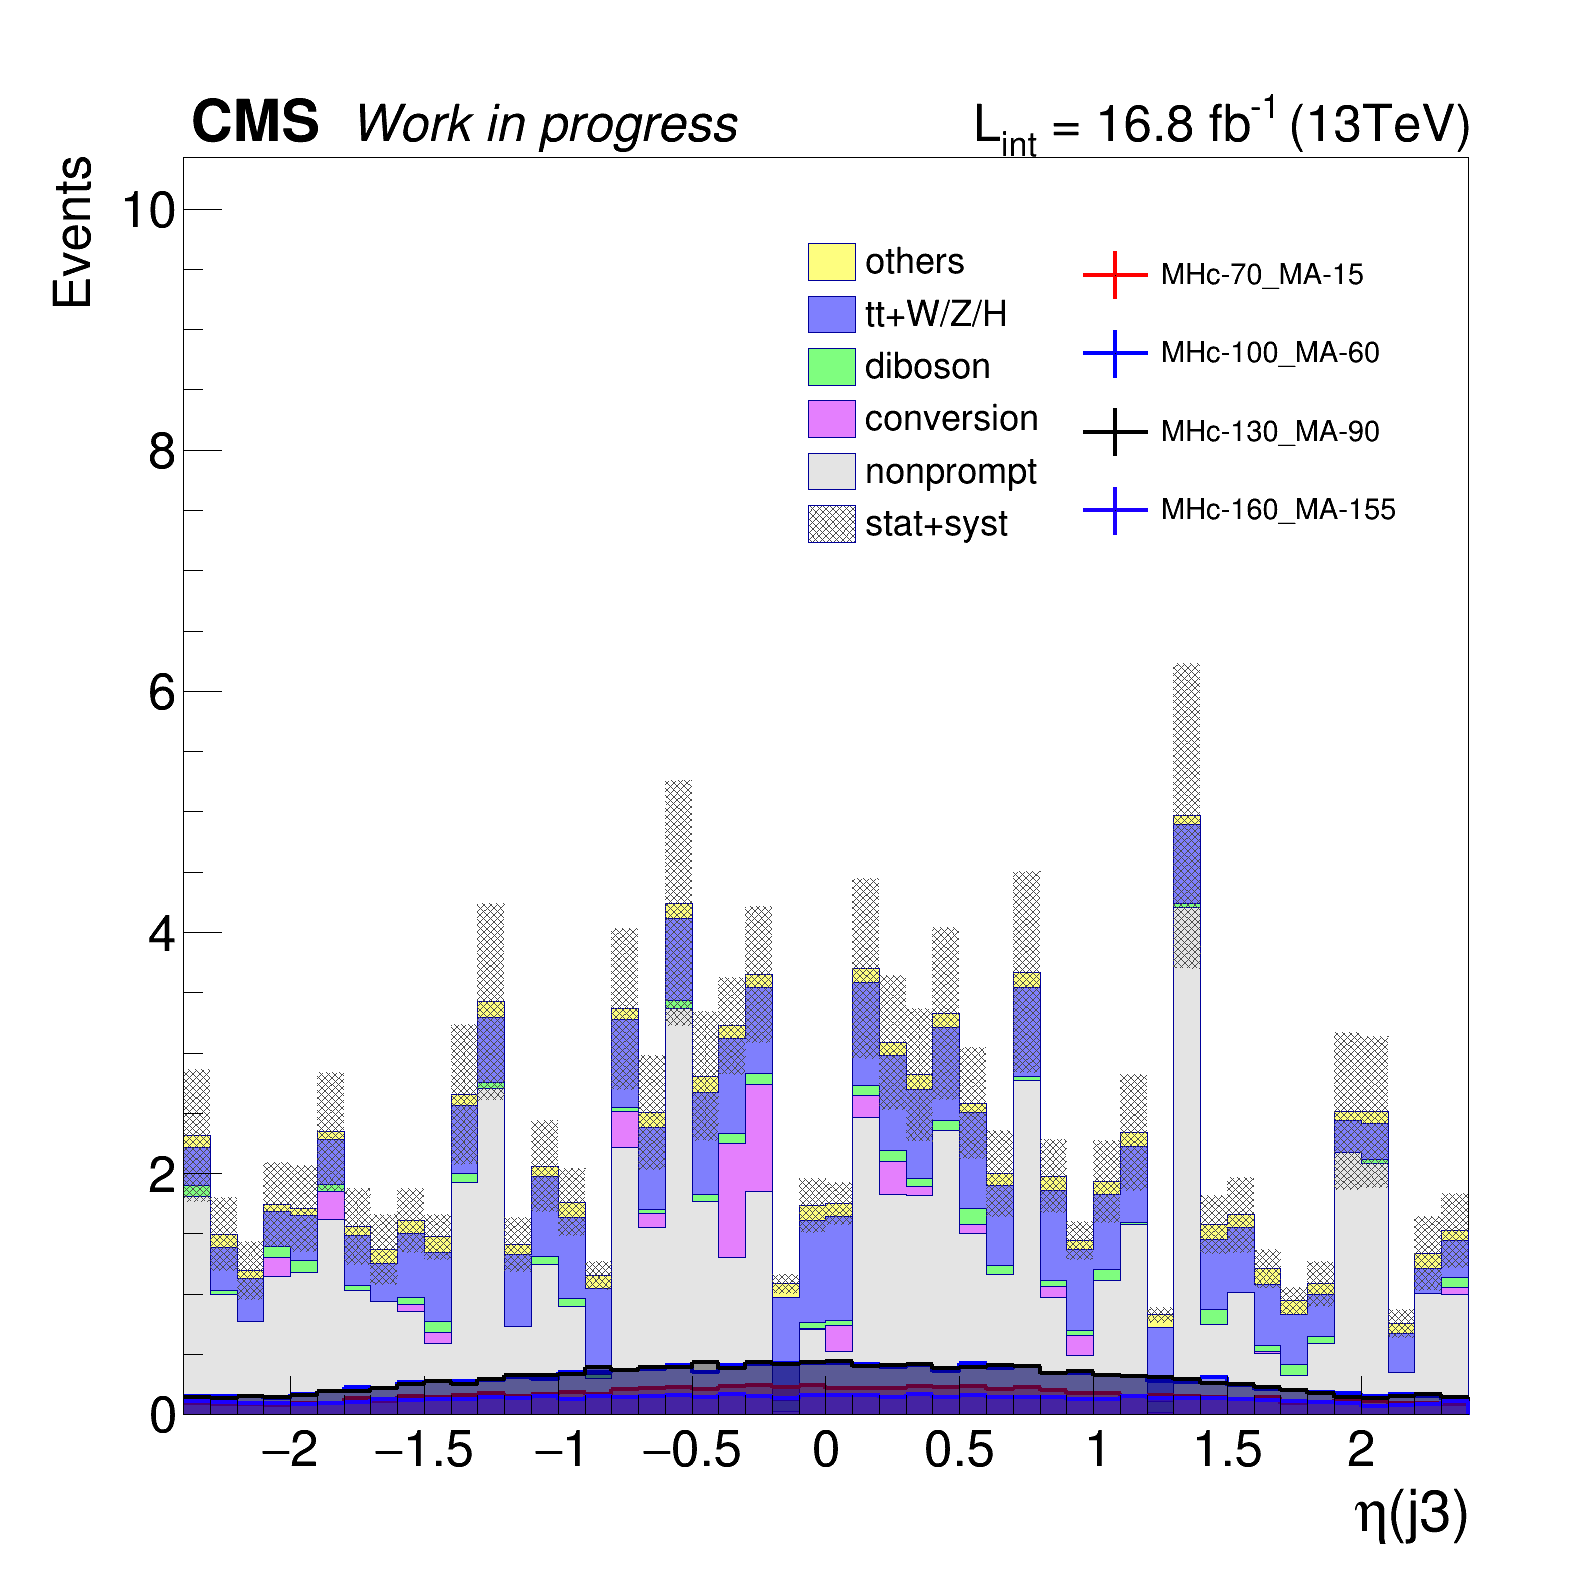 CMS Work in progress
L_int = 16.8 fb^-1 (13TeV)
Events
10
8
6
4
2
0
others
tt+W/Z/H
diboson
conversion
nonprompt
stat+syst
MHc-70_MA-15
MHc-100_MA-60
MHc-130_MA-90
MHc-160_MA-155
−2 −1.5 −1 −0.5 0 0.5 1 1.5 2
η(j3)